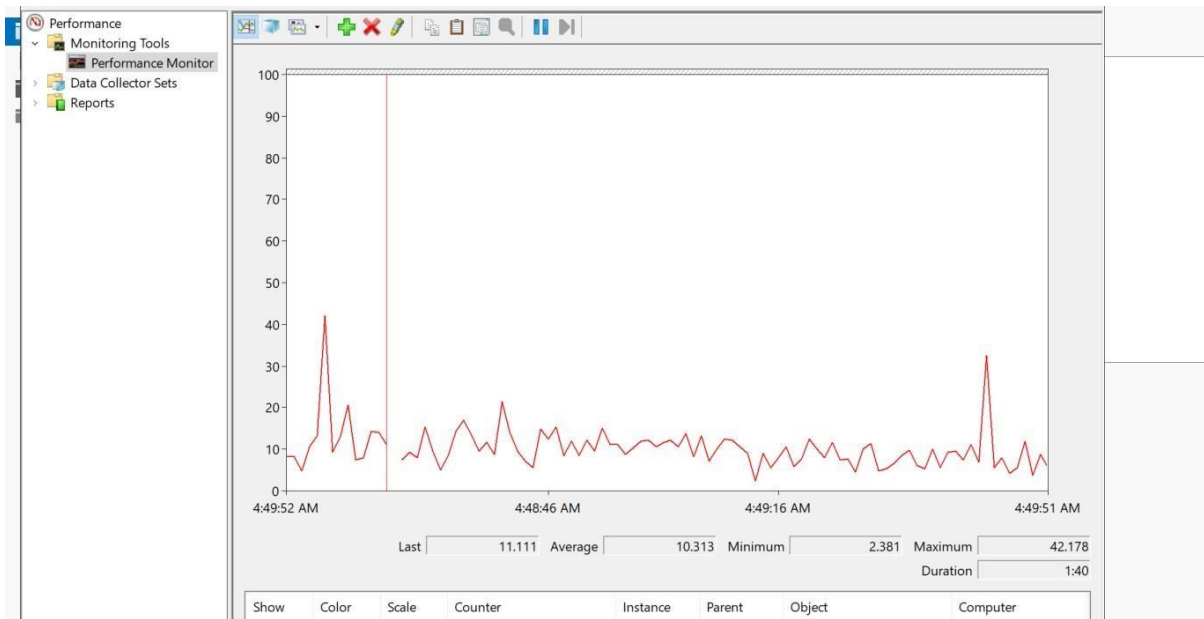 Performance
Monitoring Tools
Performance Monitor
Data Collector Sets
Reports
100
90
80
70
60
50
40
30
20
10
0
4:49:52 AM 4:48:46 AM 4:49:16 AM 4:49:51 AM
Last 11.111 Average 10.313 Minimum 2.381 Maximum 42.178
Duration 1:40
Show Color Scale Counter Instance Parent Object Computer